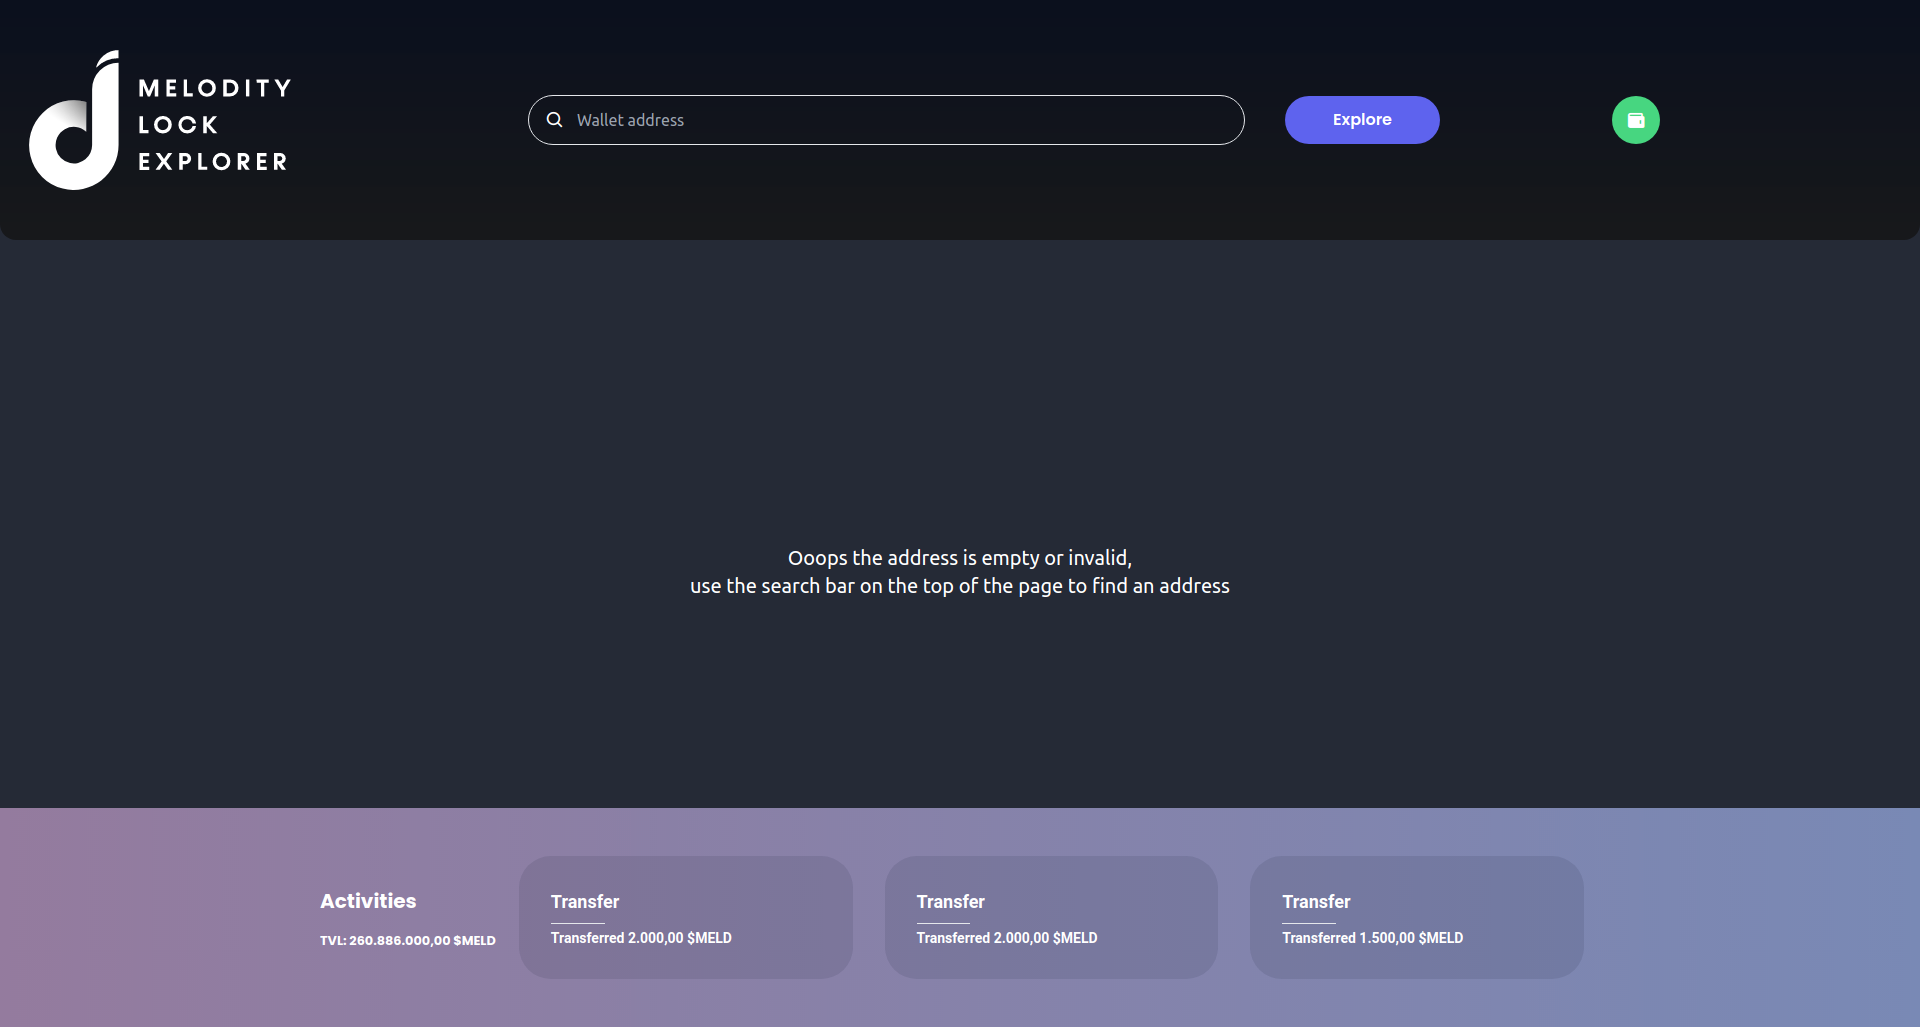 MELODITY
LOCK
EXPLORER
Wallet address
Explore
Ooops the address is empty or invalid,
use the search bar on the top of the page to find an address
Activities
TVL: 260.886.000,00 $MELD
Transfer
Transferred 2.000,00 $MELD
Transfer
Transferred 2.000,00 $MELD
Transfer
Transferred 1.500,00 $MELD